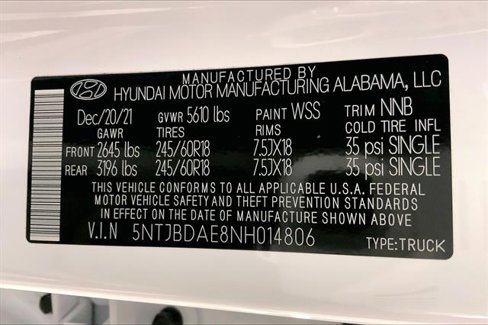 MANUFACTURED BY
HYUNDAI MOTOR MANUFACTURING ALABAMA, LLC
Dec/20/21 GVWR 5610 lbs PAINT WSS TRIM NNB
GAWR TIRES RIMS COLD TIRE INFL
FRONT 2645 lbs 245/60R18 7.5JX18 35 psi SINGLE
REAR 3196 lbs 245/60R18 7.5JX18 35 psi SINGLE
THIS VEHICLE CONFORMS TO ALL APPLICABLE U.S.A. FEDERAL
MOTOR VEHICLE SAFETY AND THEFT PREVENTION STANDARDS
IN EFFECT ON THE DATE OF MANUFACTURE SHOWN ABOVE
V.I.N 5NTJBDAE8NH014806 TYPE:TRUCK